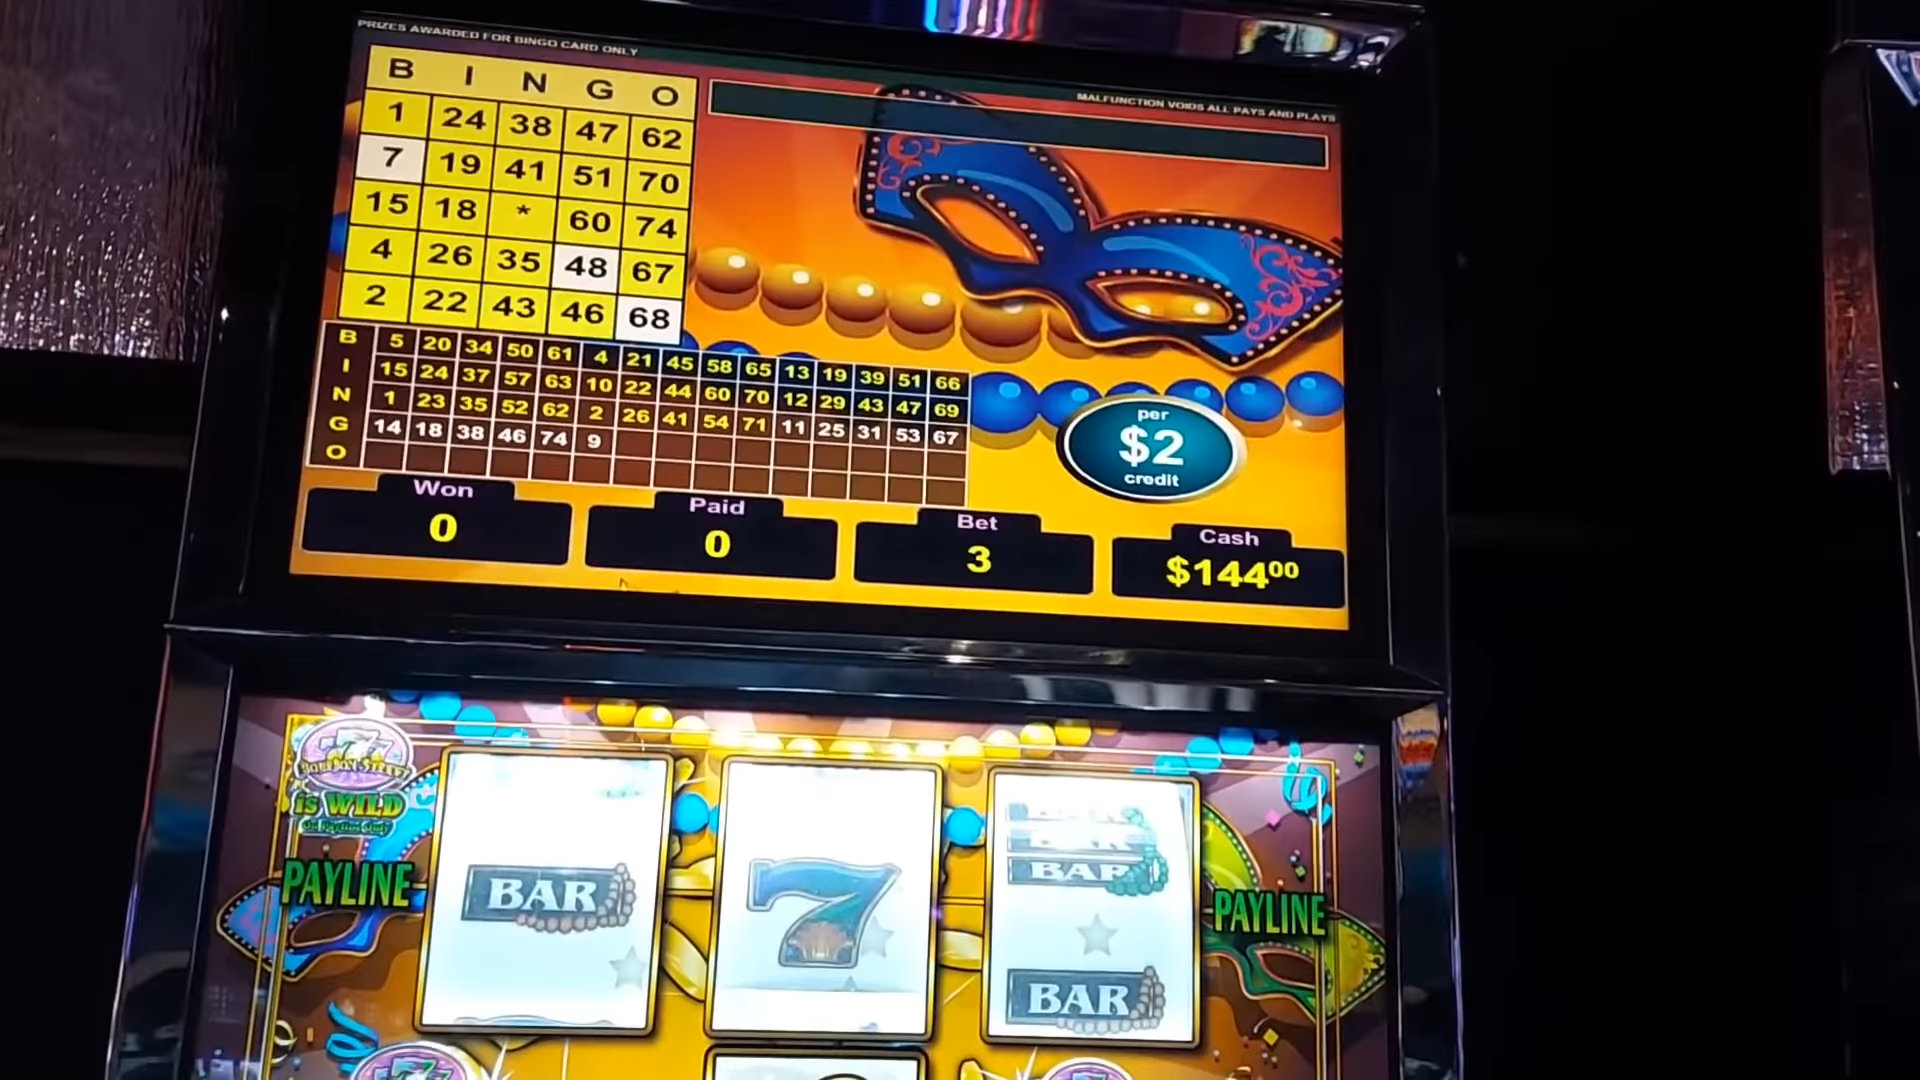 PRIZES AWARDED FOR BINGO CARD ONLY
MALFUNCTION VOIDS ALL PAYS AND PLAYS
B I N G O
1 24 38 47 62
7 19 41 51 70
15 18 * 60 74
4 26 35 48 67
2 22 43 46 68
B
I
N
G
O
5 20 34 50 61 4 21 45 58 65 13 19 39 51 66
15 24 37 57 63 10 22 44 60 70 12 29 43 47 69
1 23 35 52 62 2 26 41 54 71 11 25 31 53 67
14 18 38 46 74 9
per
$2
credit
Won
0
Paid
0
Bet
3
Cash
$14400
BOURBON STREET
is WILD
On Payline Only
PAYLINE
BAR
7
BAR
BAR
BAR
PAYLINE